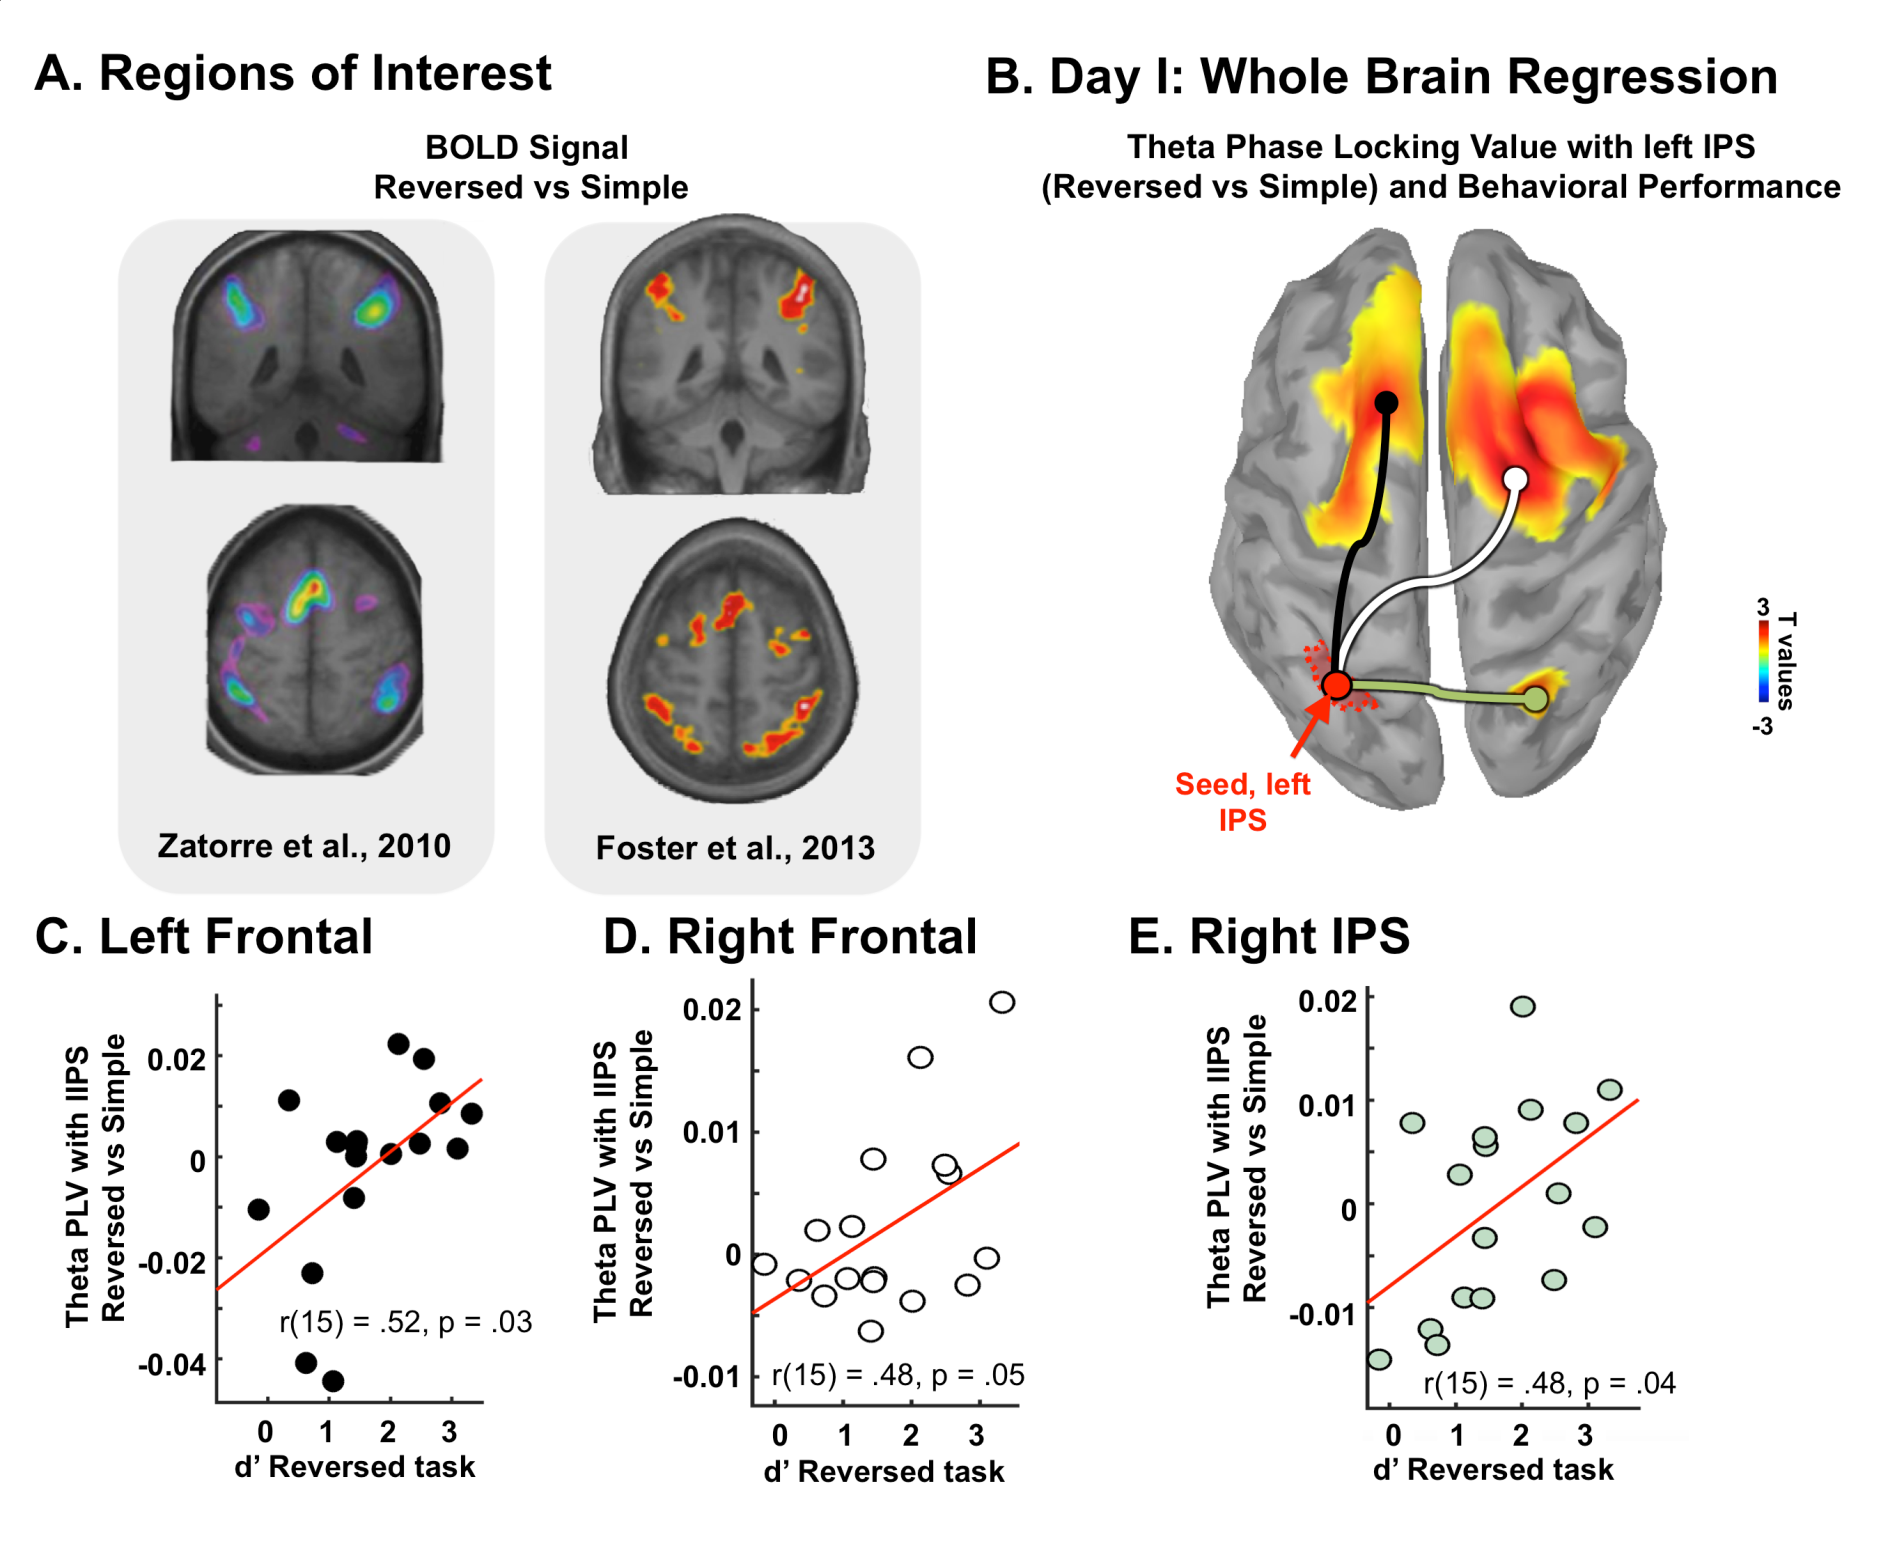 A. Regions of Interest
BOLD Signal
Reversed vs Simple
Zatorre et al., 2010
Foster et al., 2013
B. Day I: Whole Brain Regression
Theta Phase Locking Value with left IPS
(Reversed vs Simple) and Behavioral Performance
3
T values
-3
Seed, left
IPS
C. Left Frontal
Theta PLV with lIPS
Reversed vs Simple
0.02
0
-0.02
-0.04
r(15) = .52, p = .03
0 1 2 3
d’ Reversed task
D. Right Frontal
Theta PLV with lIPS
Reversed vs Simple
0.02
0.01
0
-0.01
r(15) = .48, p = .05
0 1 2 3
d’ Reversed task
E. Right IPS
Theta PLV with lIPS
Reversed vs Simple
0.02
0.01
0
-0.01
r(15) = .48, p = .04
0 1 2 3
d’ Reversed task